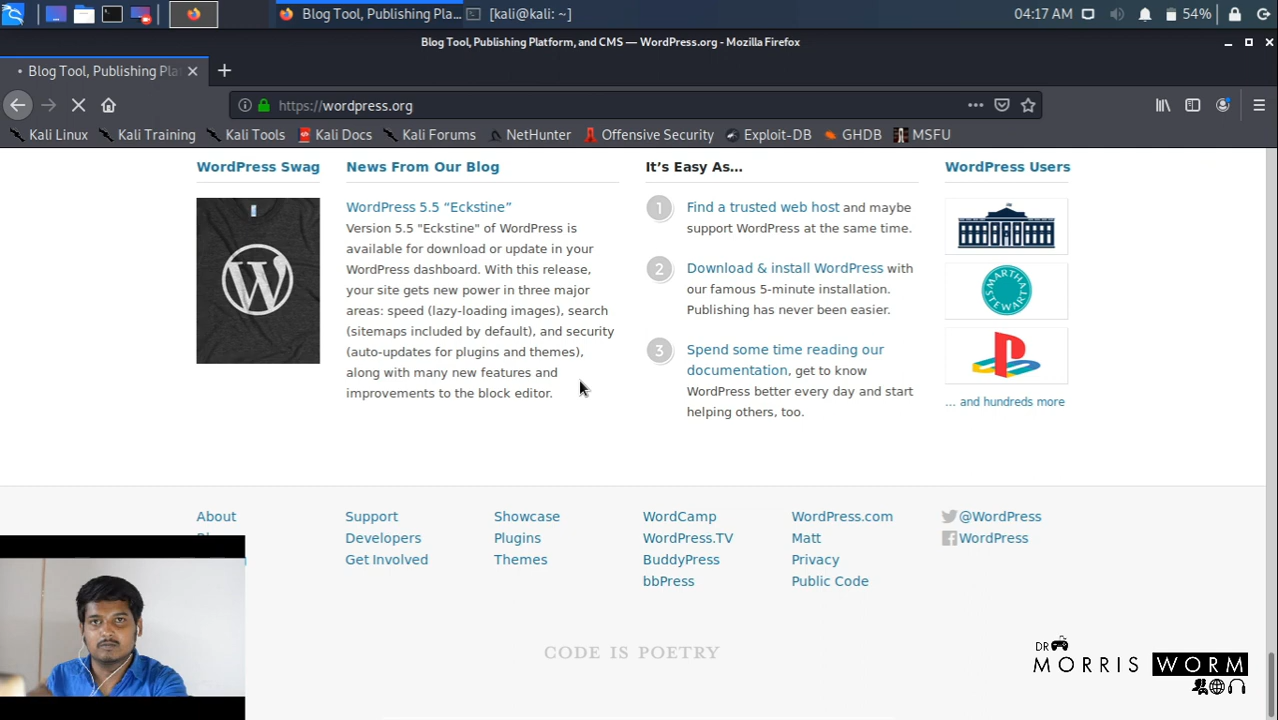 Blog Tool, Publishing Pla...
[kali@kali: ~]
04:17 AM
54%
Blog Tool, Publishing Platform, and CMS — WordPress.org - Mozilla Firefox
Blog Tool, Publishing Pla
https://wordpress.org
Kali Linux
Kali Training
Kali Tools
Kali Docs
Kali Forums
NetHunter
Offensive Security
Exploit-DB
GHDB
MSFU
WordPress Swag
News From Our Blog
WordPress 5.5 “Eckstine”
Version 5.5 "Eckstine" of WordPress is
available for download or update in your
WordPress dashboard. With this release,
your site gets new power in three major
areas: speed (lazy-loading images), search
(sitemaps included by default), and security
(auto-updates for plugins and themes),
along with many new features and
improvements to the block editor.
It’s Easy As…
1 Find a trusted web host and maybe
support WordPress at the same time.
2 Download & install WordPress with
our famous 5-minute installation.
Publishing has never been easier.
3 Spend some time reading our
documentation, get to know
WordPress better every day and start
helping others, too.
WordPress Users
MARTHA STEWART
... and hundreds more
About
Support
Developers
Get Involved
Showcase
Plugins
Themes
WordCamp
WordPress.TV
BuddyPress
bbPress
WordPress.com
Matt
Privacy
Public Code
@WordPress
WordPress
CODE IS POETRY
DR
MORRIS WORM